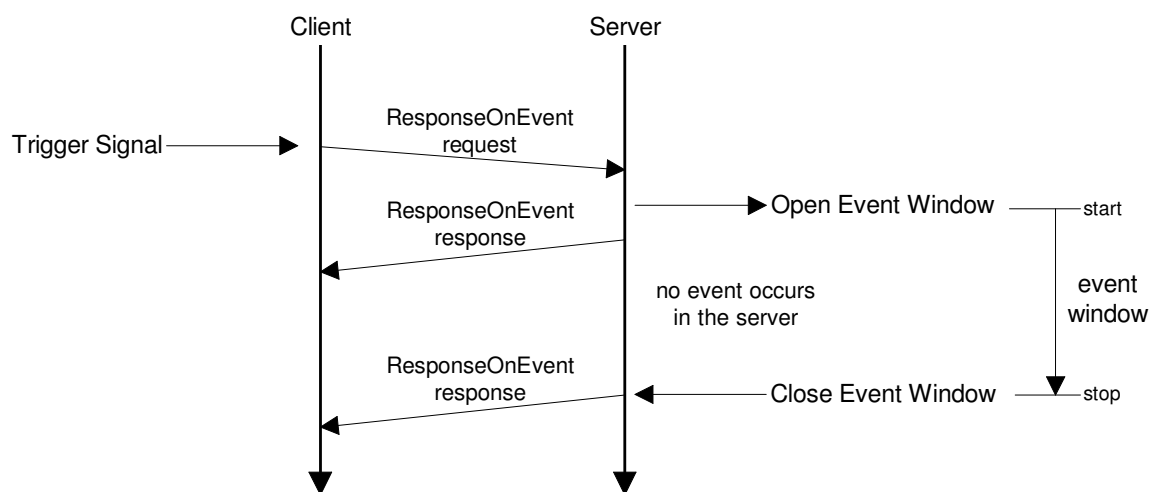 Client
Server
ResponseOnEvent
request
Trigger Signal
Open Event Window
start
ResponseOnEvent
response
event
window
no event occurs
in the server
ResponseOnEvent
response
Close Event Window
stop